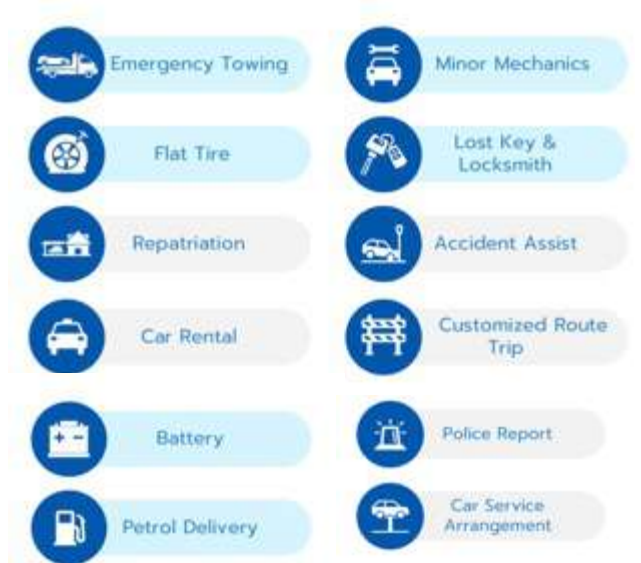 Emergency Towing
Minor Mechanics
Flat Tire
Lost Key &
Locksmith
Repatriation
Accident Assist
Car Rental
Customized Route
Trip
Battery
Police Report
Petrol Delivery
Car Service
Arrangement